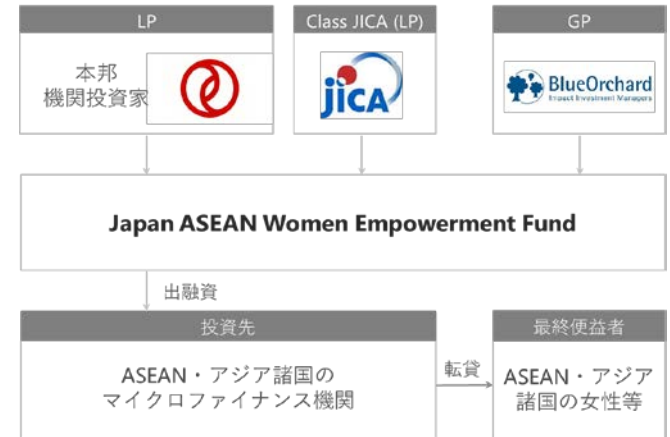 LP
Class JICA (LP)
GP
本邦
機関投資家
JICA
BlueOrchard
Impact Investment Managers
Japan ASEAN Women Empowerment Fund
出融資
投資先
最終便益者
ASEAN・アジア諸国の
マイクロファイナンス機関
転貸
ASEAN・アジア
諸国の女性等